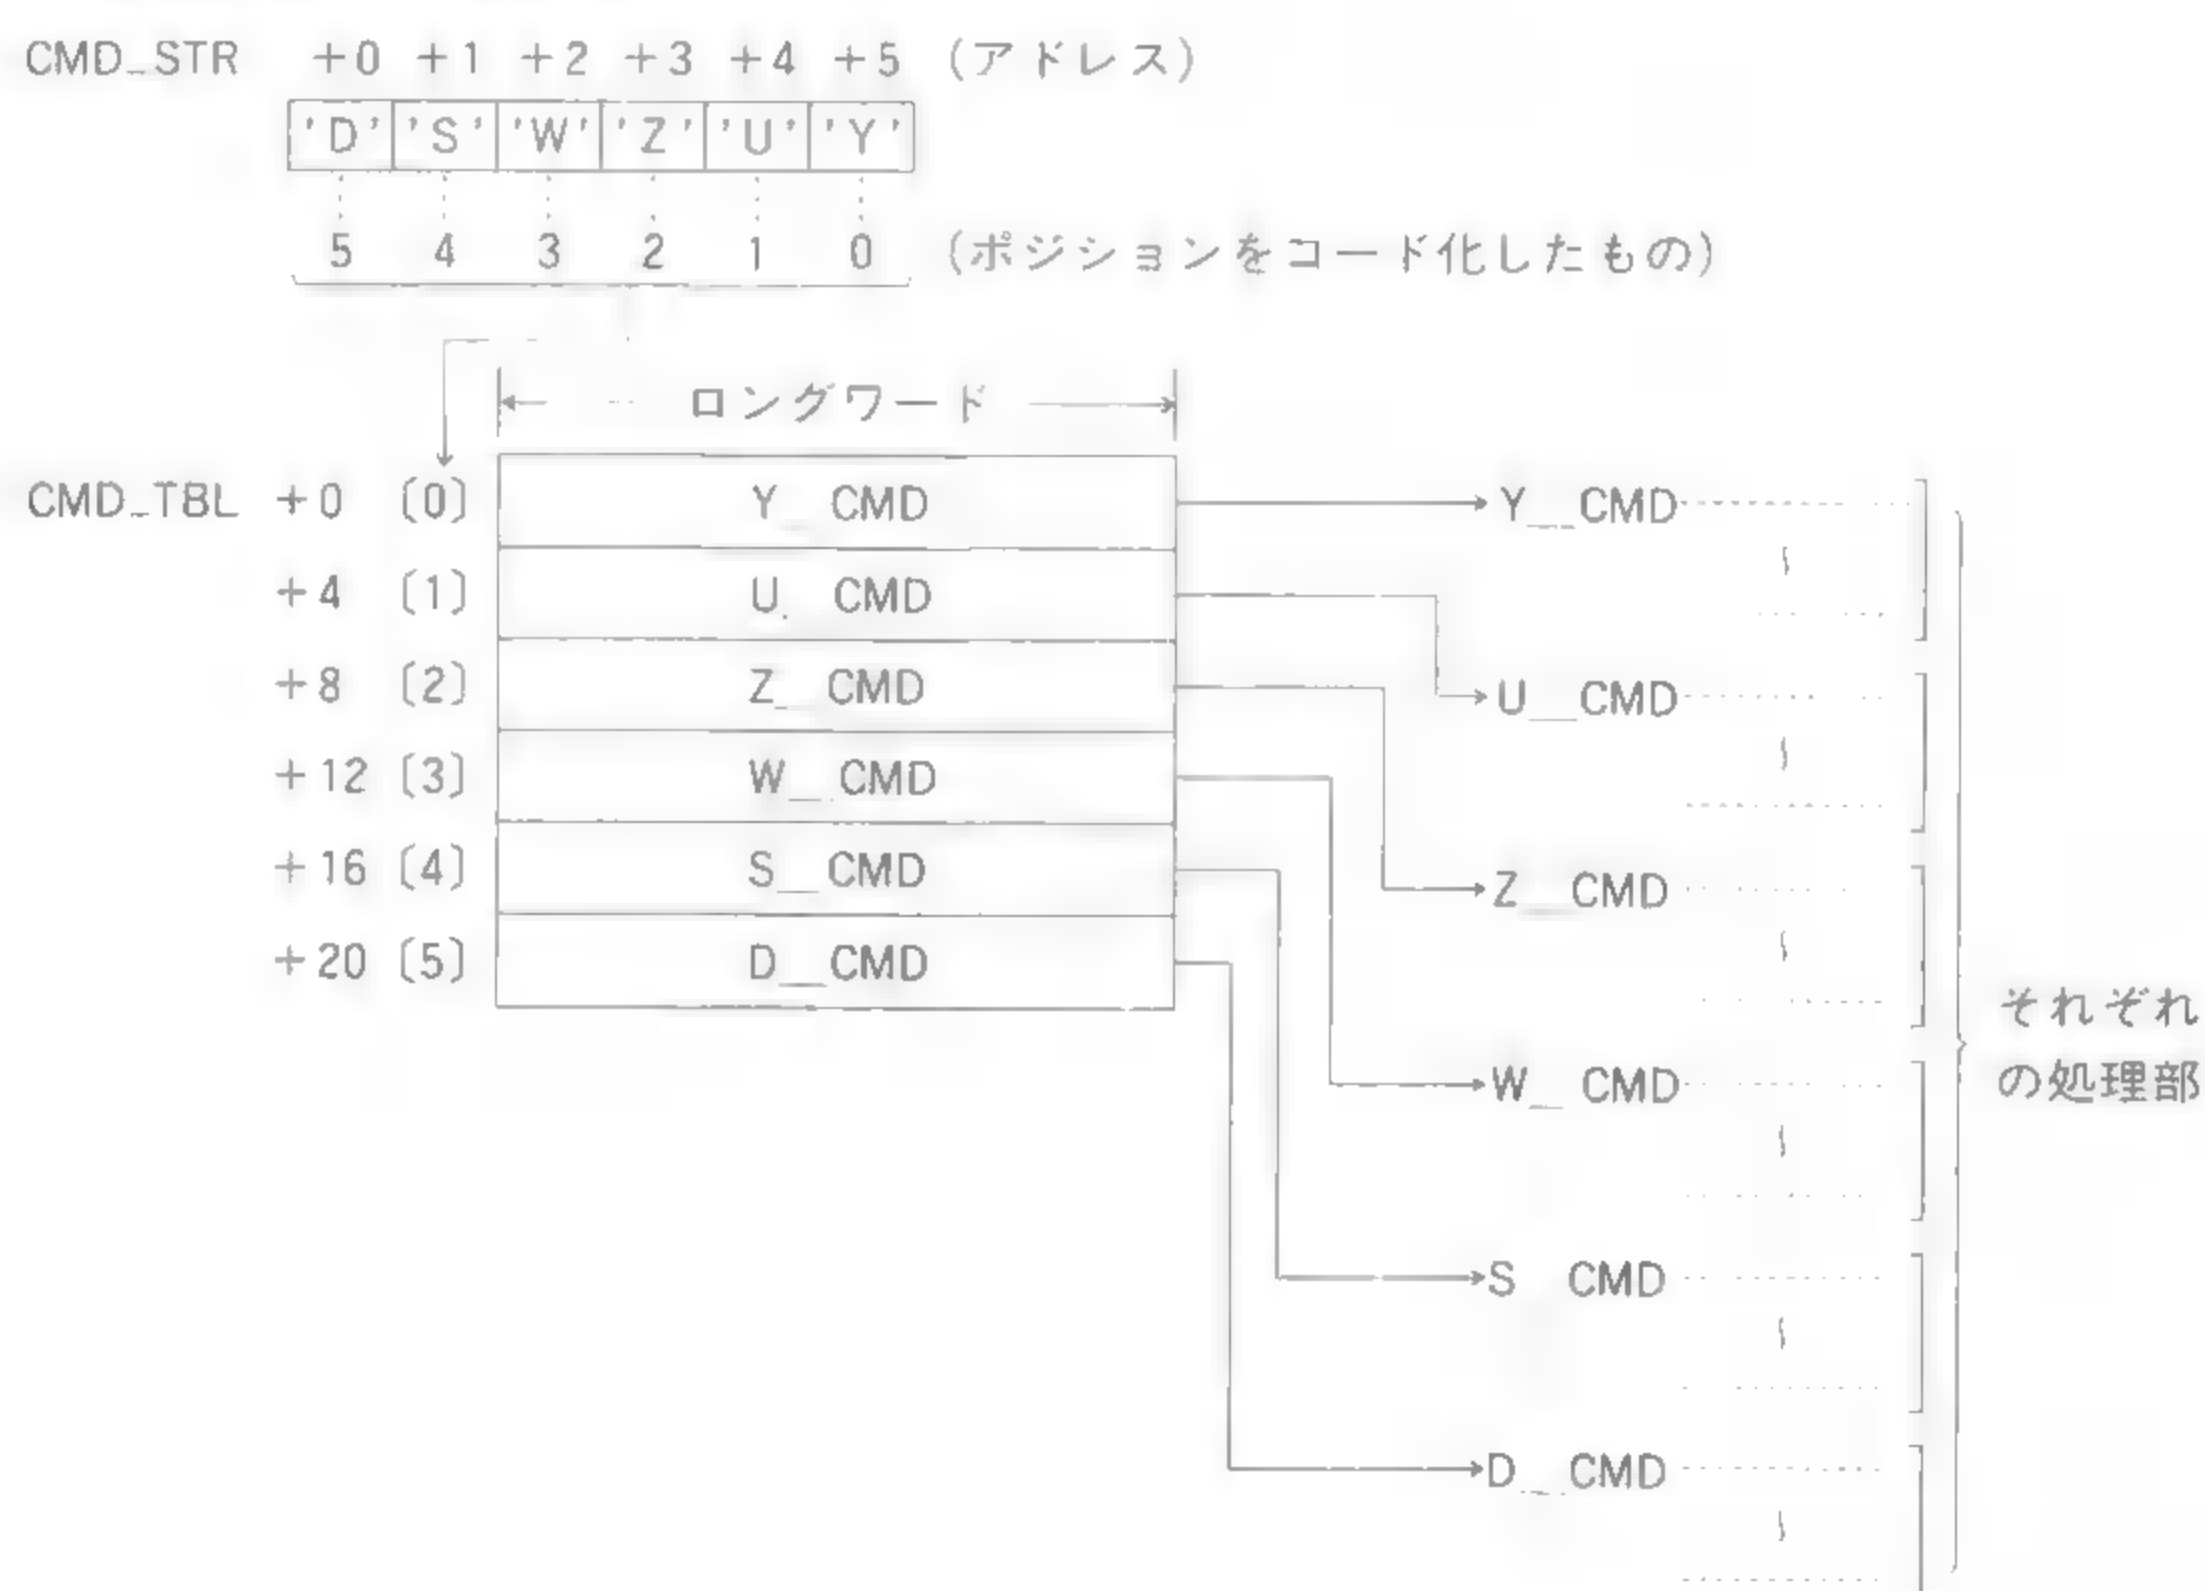 CMD_STR +0 +1 +2 +3 +4 +5 (アドレス)
'D' 'S' 'W' 'Z' 'U' 'Y'
5 4 3 2 1 0 (ポジションをコード化したもの)
ロングワード
CMD_TBL +0 〔0〕 Y_CMD Y_CMD
+4 〔1〕 U_CMD
U_CMD
+8 〔2〕 Z_CMD
+12 〔3〕 W_CMD
+16 〔4〕 S_CMD
Z_CMD
+20 〔5〕 D_CMD
それぞれ
の処理部
W_CMD
S_CMD
D_CMD